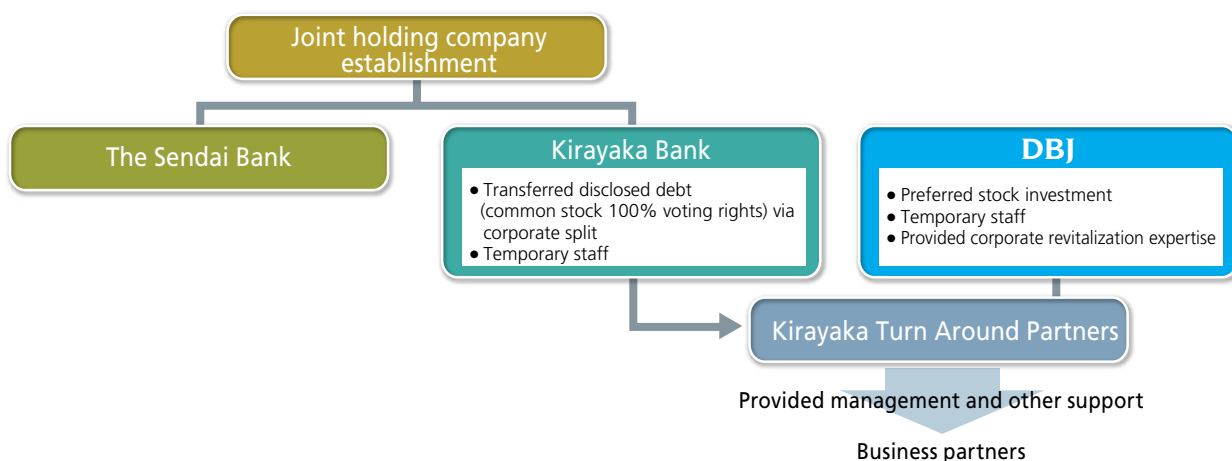 Joint holding company
establishment
The Sendai Bank
Kirayaka Bank
● Transferred disclosed debt
(common stock 100% voting rights) via
corporate split
● Temporary staff
DBJ
● Preferred stock investment
● Temporary staff
● Provided corporate revitalization expertise
Kirayaka Turn Around Partners
Provided management and other support
Business partners